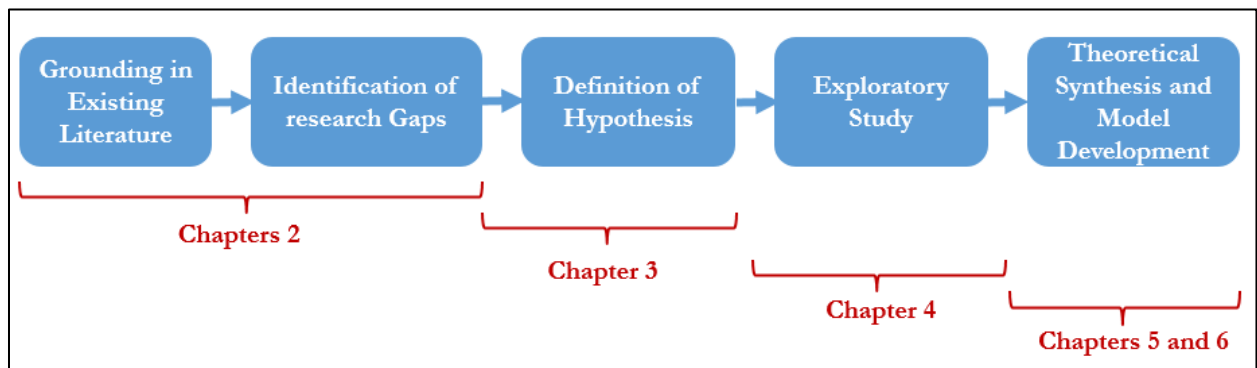 Grounding in
Existing
Literature
Identification of
research Gaps
Definition of
Hypothesis
Exploratory
Study
Theoretical
Synthesis and
Model
Development
Chapters 2
Chapter 3
Chapter 4
Chapters 5 and 6